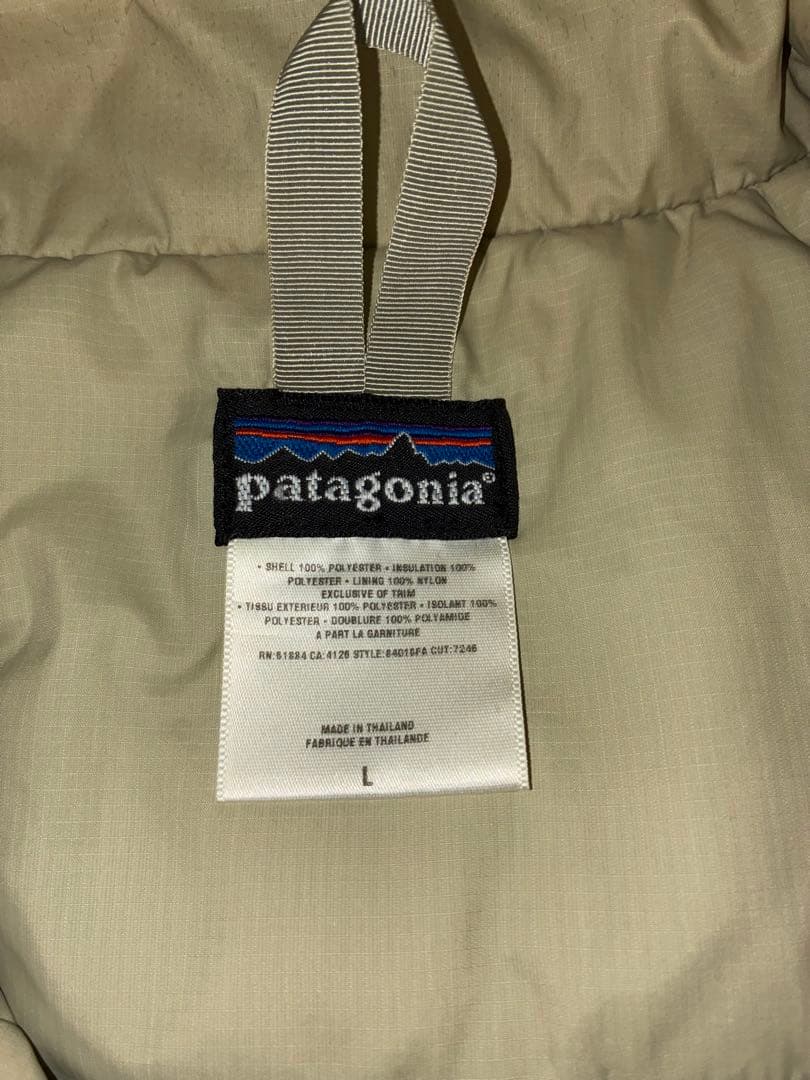 patagonia®
• SHELL 100% POLYESTER • INSULATION 100%
POLYESTER • LINING 100% NYLON
EXCLUSIVE OF TRIM
• TISSU EXTERIEUR 100% POLYESTER • ISOLANT 100%
POLYESTER • DOUBLURE 100% POLYAMIDE
A PART LA GARNITURE
RN:51884 CA:4126 STYLE:84016FA CUT:7246
MADE IN THAILAND
FABRIQUE EN THAILANDE
L